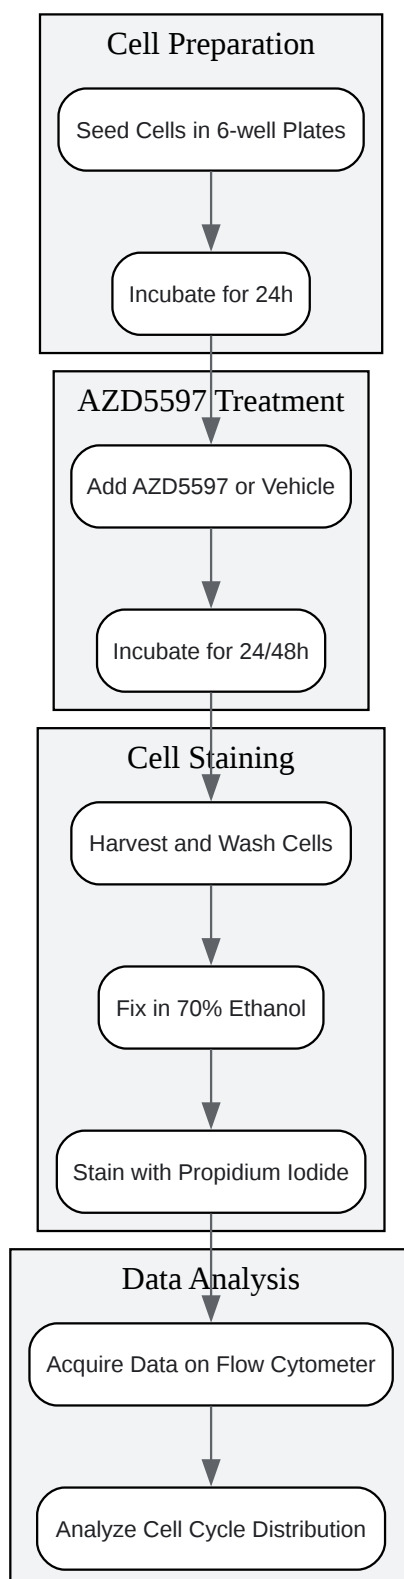 Cell Preparation
Seed Cells in 6-well Plates
Incubate for 24h
AZD5597 Treatment
Add AZD5597 or Vehicle
Incubate for 24/48h
Cell Staining
Harvest and Wash Cells
Fix in 70% Ethanol
Stain with Propidium Iodide
Data Analysis
Acquire Data on Flow Cytometer
Analyze Cell Cycle Distribution